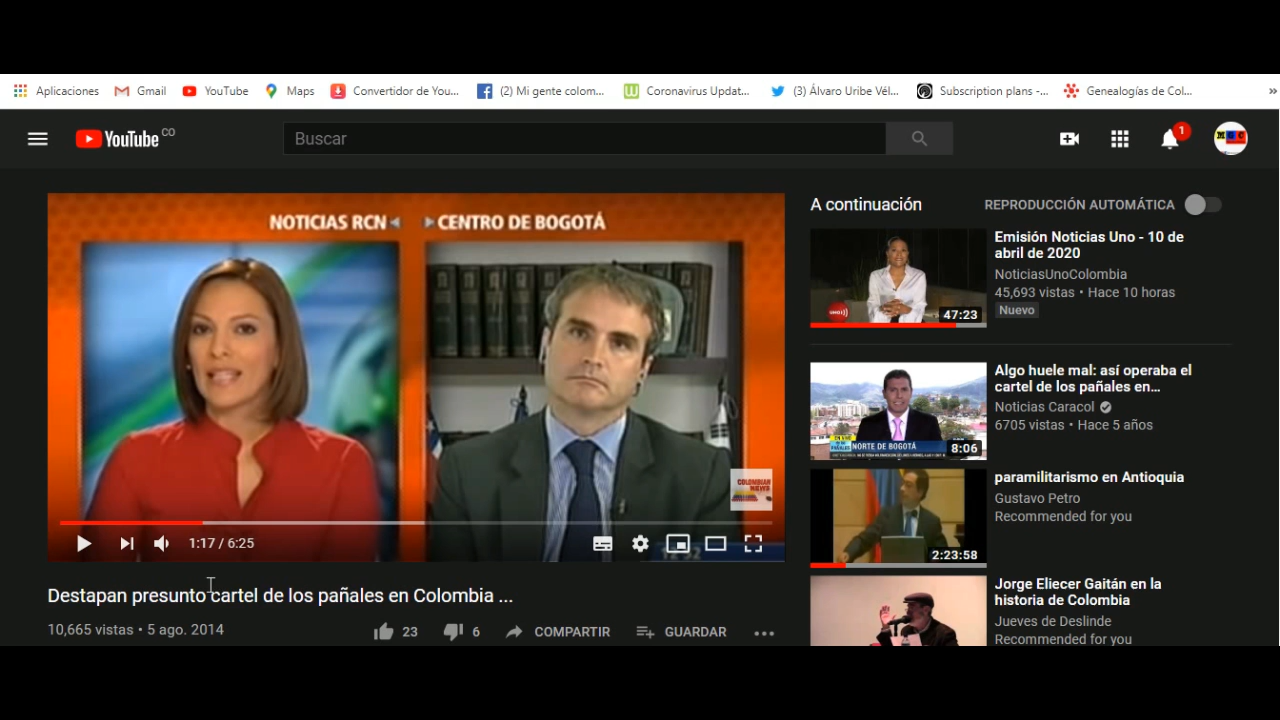 Aplicaciones Gmail YouTube Maps Convertidor de You... (2) Mi gente colom... Coronavirus Updat... (3) Álvaro Uribe Vél... Subscription plans -... Genealogías de Col... »
YouTube CO Buscar 1
NOTICIAS RCN CENTRO DE BOGOTÁ
COLOMBIAN
NEWS
1:17 / 6:25
Destapan presunto cartel de los pañales en Colombia ...
10,665 vistas • 5 ago. 2014 23 6 COMPARTIR GUARDAR
A continuación REPRODUCCIÓN AUTOMÁTICA
47:23
Emisión Noticias Uno - 10 de
abril de 2020
NoticiasUnoColombia
45,693 vistas • Hace 10 horas
Nuevo
NORTE DE BOGOTÁ
8:06
Algo huele mal: así operaba el
cartel de los pañales en...
Noticias Caracol
6705 vistas • Hace 5 años
2:23:58
paramilitarismo en Antioquia
Gustavo Petro
Recommended for you
Jorge Eliecer Gaitán en la
historia de Colombia
Jueves de Deslinde
Recommended for you